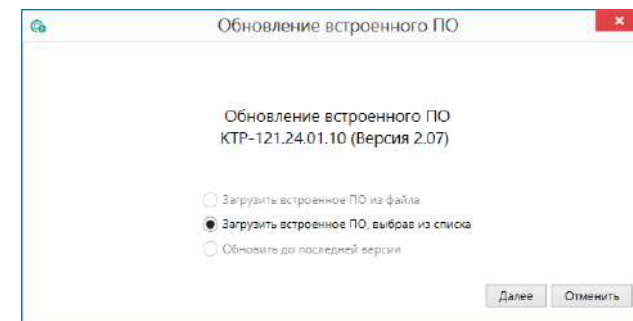 Обновление встроенного ПО
Обновление встроенного ПО
КТР-121.24.01.10 (Версия 2.07)
Загрузить встроенное ПО из файла
Загрузить встроенное ПО, выбрав из списка
Обновить до последней версии
Далее Отменить